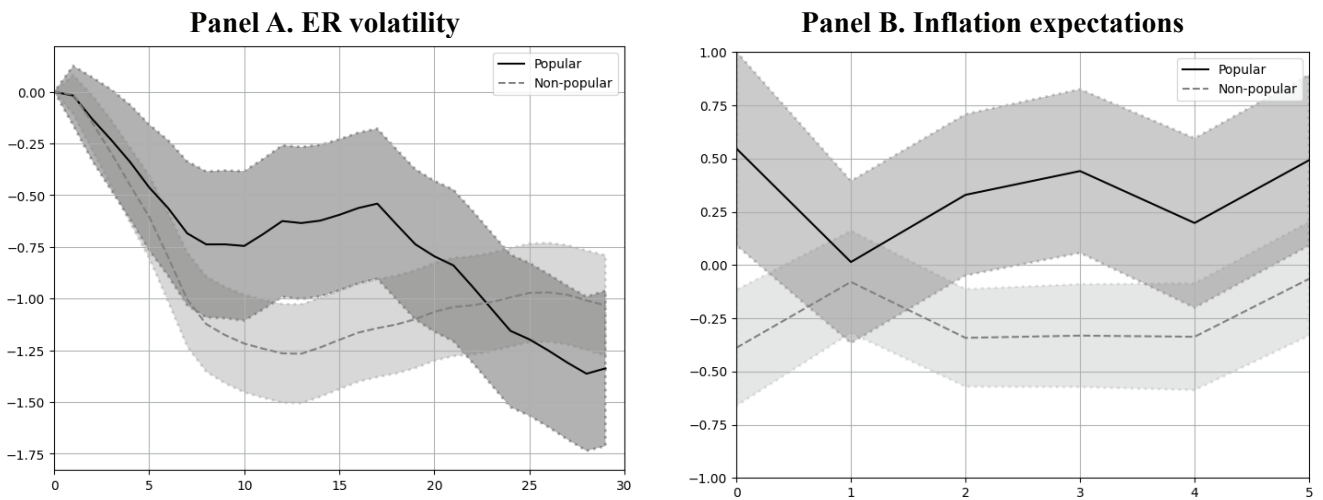 Panel A. ER volatility
Popular
Non-popular
0.00
−0.25
−0.50
−0.75
−1.00
−1.25
−1.50
−1.75
0 5 10 15 20 25 30
Panel B. Inflation expectations
Popular
Non-popular
1.00
0.75
0.50
0.25
0.00
−0.25
−0.50
−0.75
−1.00
0 1 2 3 4 5